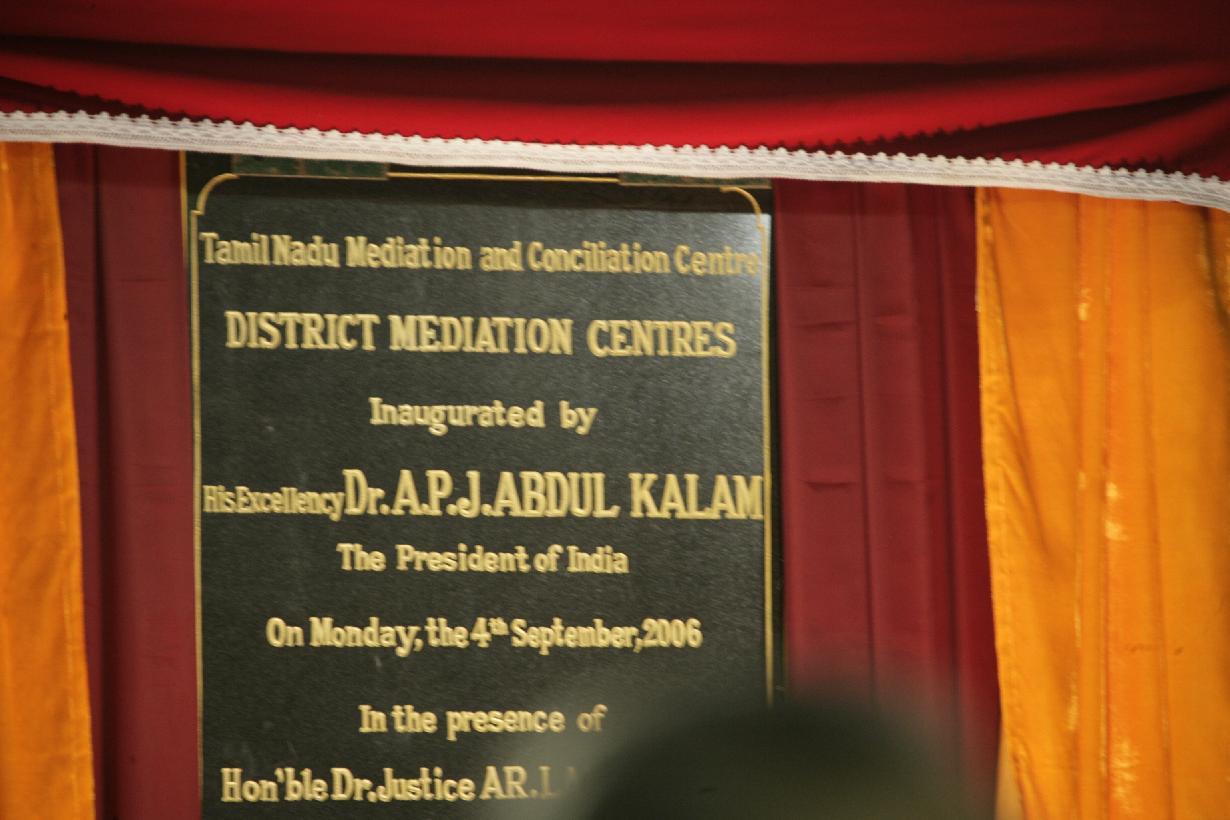 Tamil Nadu Mediation and Conciliation Centre
DISTRICT MEDIATION CENTRES
Inaugurated by
His Excellency Dr. A.P.J. ABDUL KALAM
The President of India
On Monday, the 4th September, 2006
In the presence of
Hon'ble Dr. Justice AR.